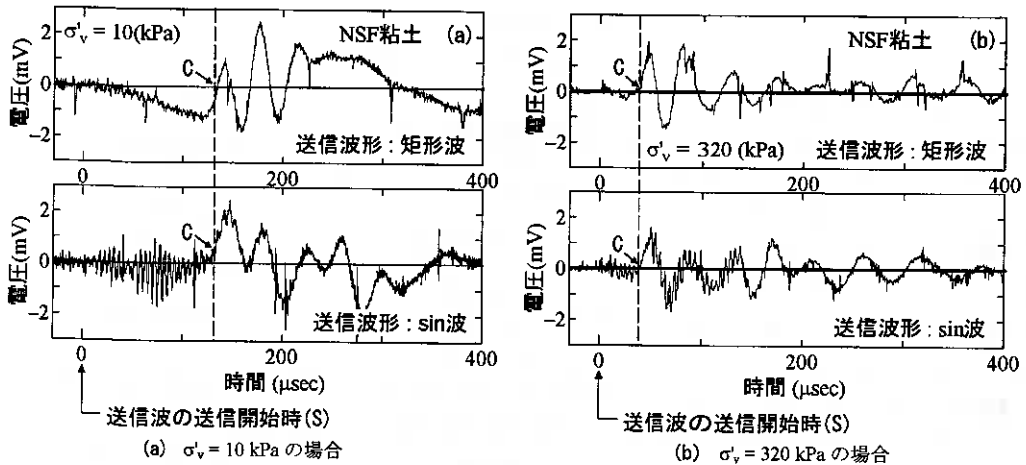 σ'v = 10(kPa)
NSF粘土
(a)
C
電圧(mV)
2
0
−2
送信波形 : 矩形波
0
200
400
電圧(mV)
2
0
−2
C
送信波形 : sin波
0
200
400
時間 (μsec)
送信波の送信開始時(S)
(a) σ'v = 10 kPa の場合
NSF粘土
(b)
C
電圧(mV)
2
0
−2
σ'v = 320 (kPa)
送信波形 : 矩形波
0
200
400
電圧(mV)
2
0
−2
C
送信波形 : sin波
0
200
400
時間 (μsec)
送信波の送信開始時(S)
(b) σ'v = 320 kPa の場合